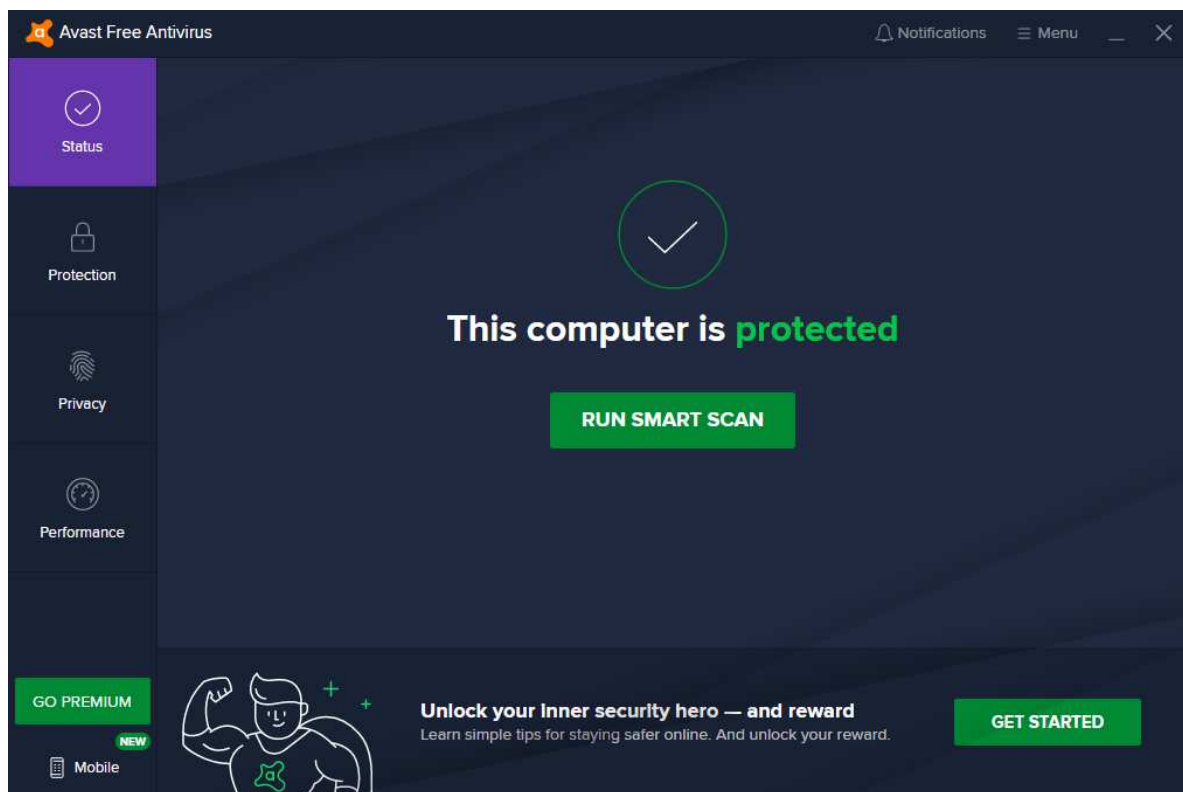 Avast Free Antivirus
Notifications
Menu
Status
Protection
Privacy
Performance
This computer is protected
RUN SMART SCAN
GO PREMIUM
NEW
Mobile
Unlock your inner security hero — and reward
Learn simple tips for staying safer online. And unlock your reward.
GET STARTED